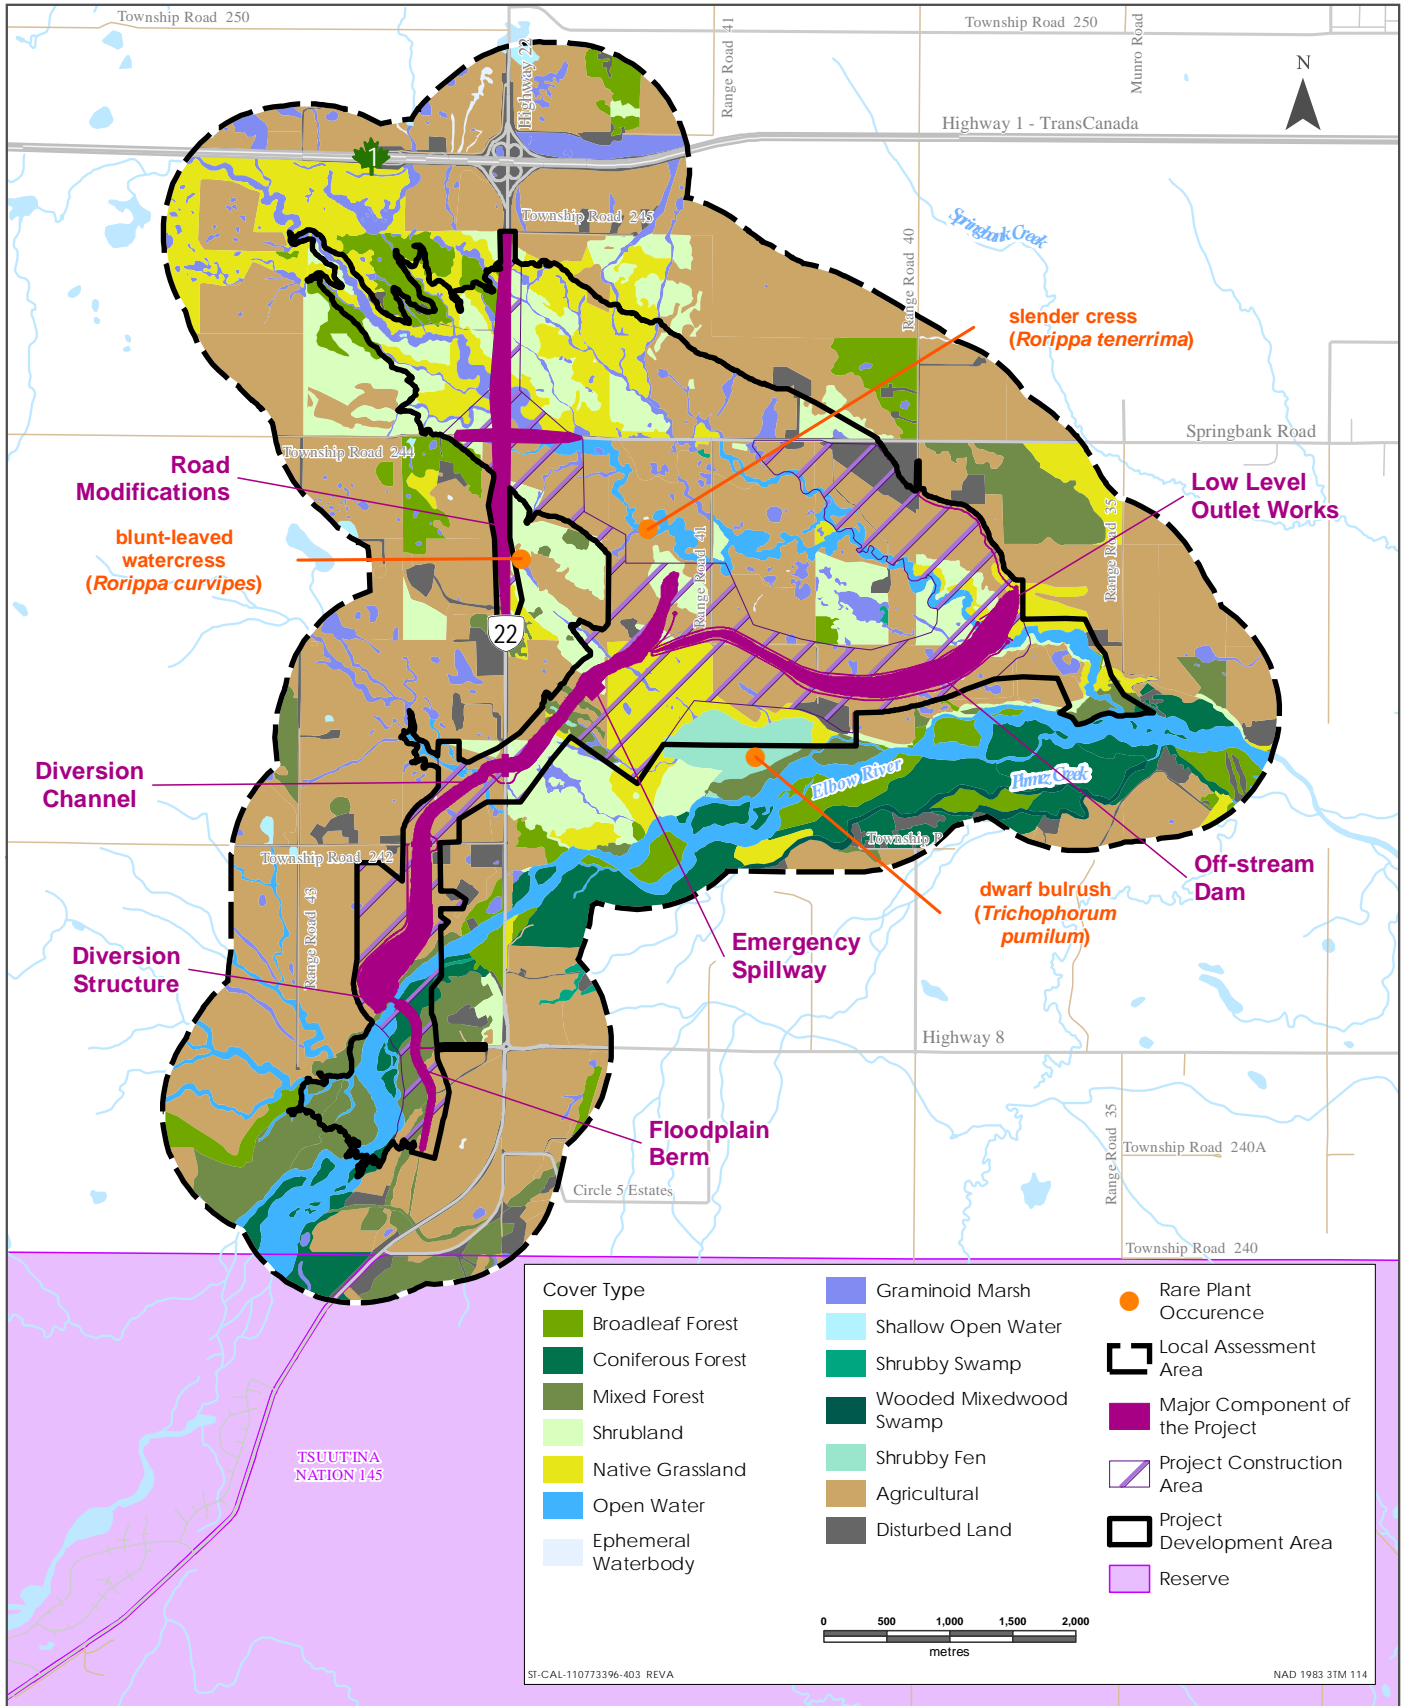 Township Road 250
Highway 22
Range Road 41
Township Road 250
Munro Road
N
Highway 1 - TransCanada
1
Township Road 245
Springbank Creek
Range Road 40
slender cress
(Rorippa tenerrima)
Springbank Road
Township Road 244
Road
Modifications
Low Level
Outlet Works
blunt-leaved
watercress
(Rorippa curvipes)
Range Road 41
Range Road 35
22
Diversion
Channel
Elbow River
Creek
Township Road 242
Township R
Off-stream
Dam
dwarf bulrush
(Trichophorum
pumilum)
Range Road 43
Emergency
Spillway
Diversion
Structure
Highway 8
Floodplain
Berm
Range Road 35
Township Road 240A
Circle 5 Estates
Township Road 240
TSUUT'INA
NATION 145
Cover Type
Broadleaf Forest
Coniferous Forest
Mixed Forest
Shrubland
Native Grassland
Open Water
Ephemeral
Waterbody
Graminoid Marsh
Shallow Open Water
Shrubby Swamp
Wooded Mixedwood
Swamp
Shrubby Fen
Agricultural
Disturbed Land
Rare Plant
Occurence
Local Assessment
Area
Major Component of
the Project
Project Construction
Area
Project
Development Area
Reserve
0 500 1,000 1,500 2,000
metres
ST-CAL-110773396-403 REVA
NAD 1983 3TM 114